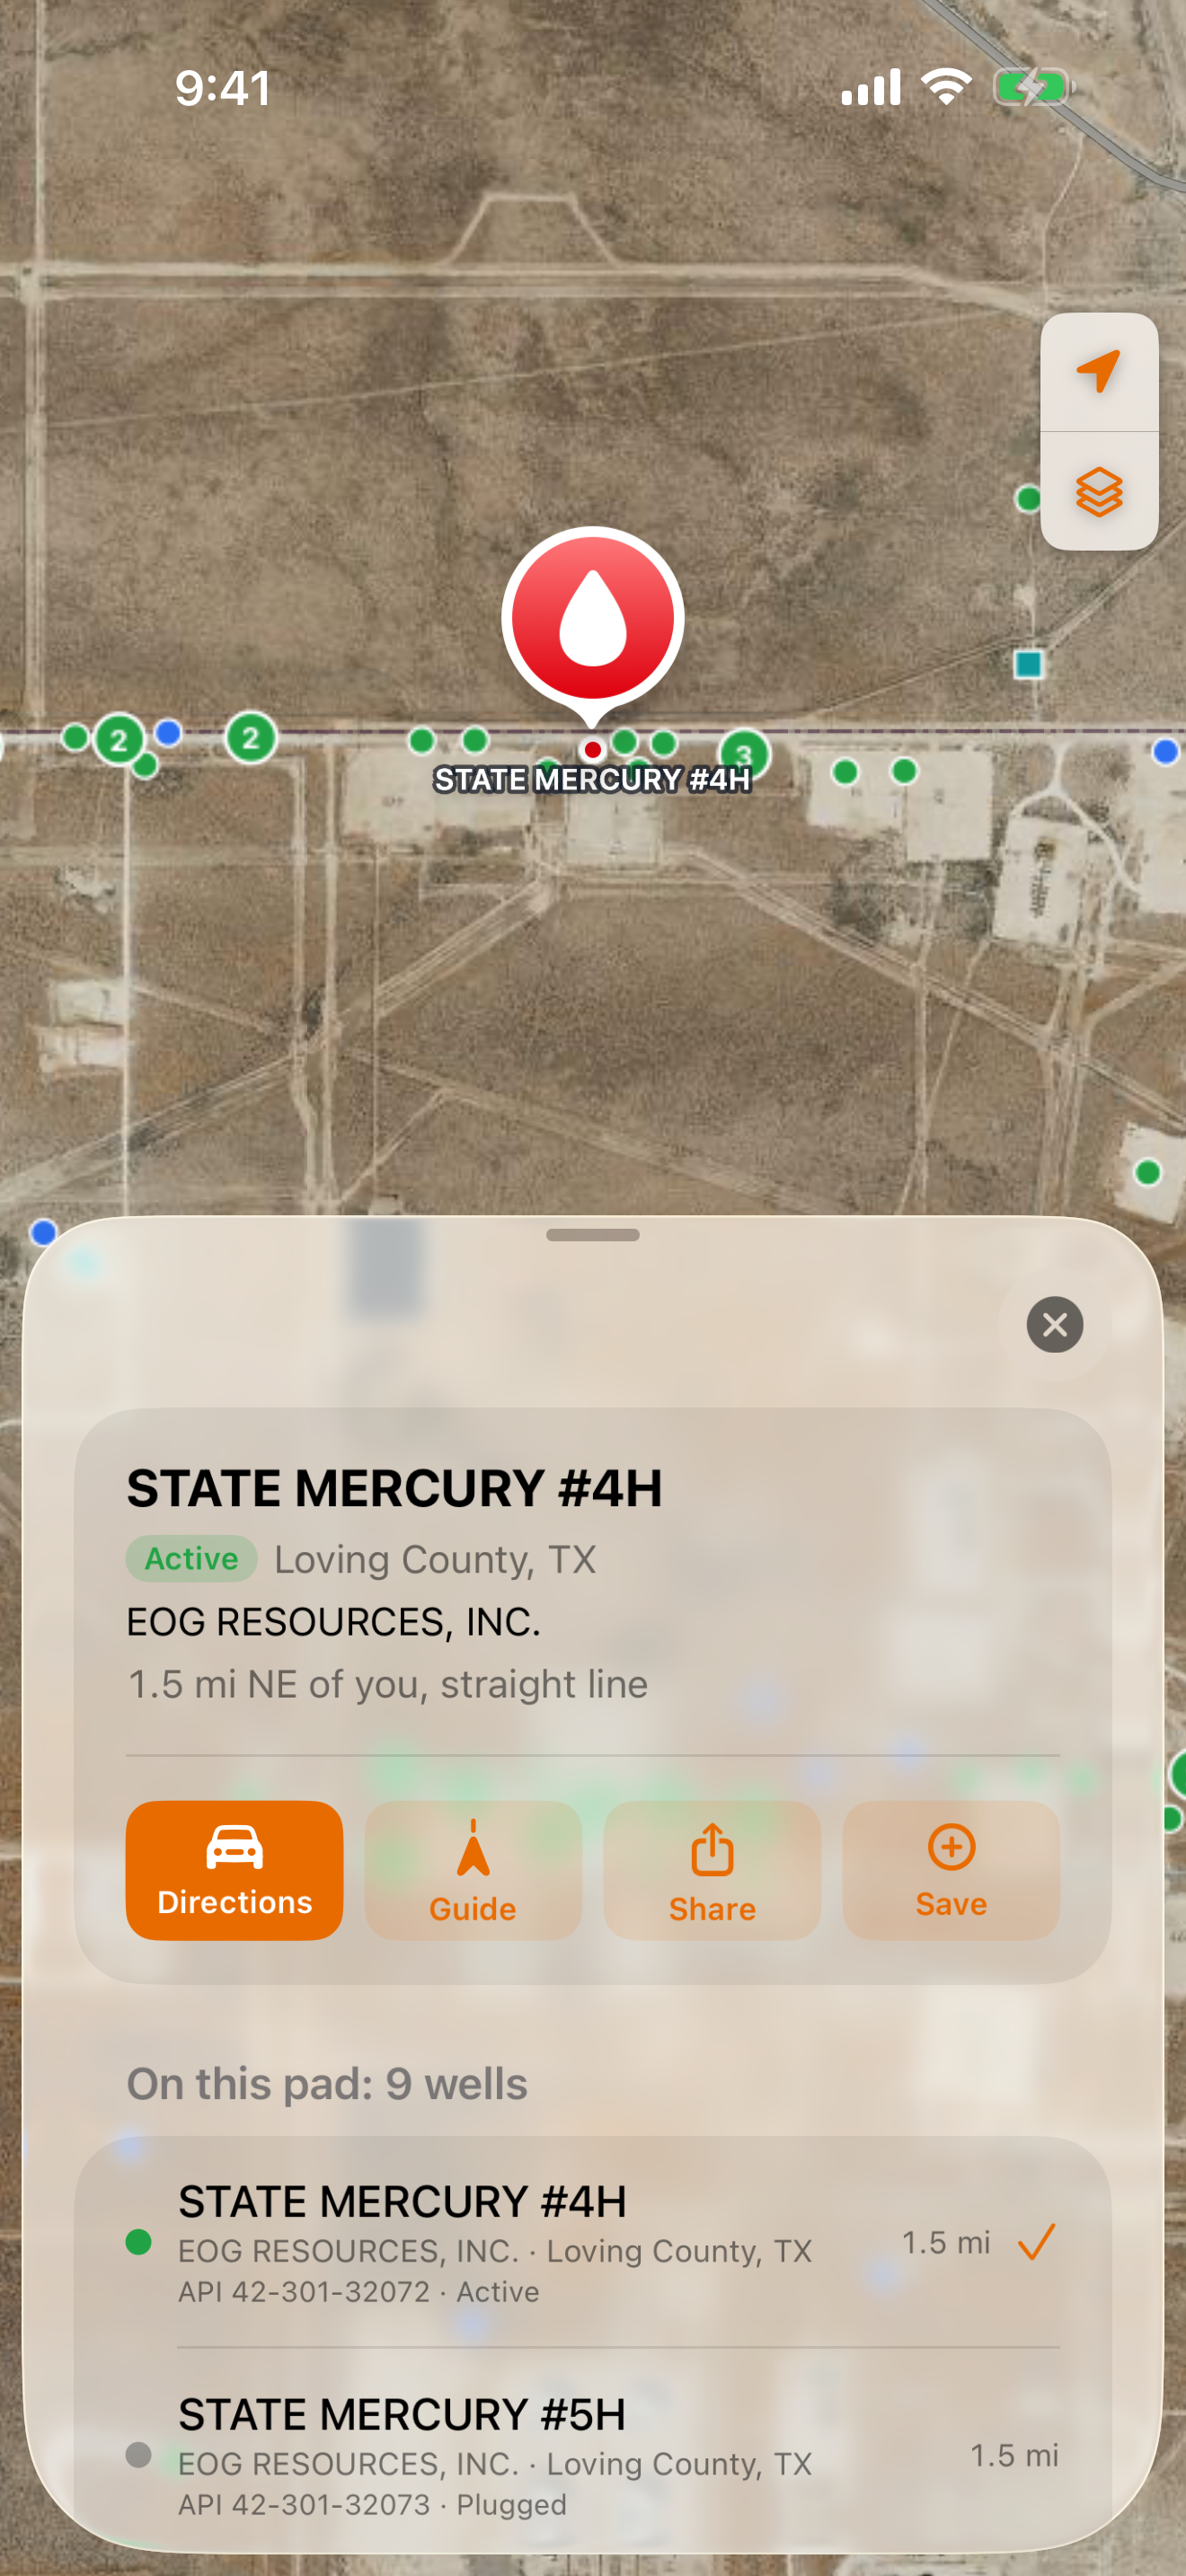 9:41
2
2
3
STATE MERCURY #4H
STATE MERCURY #4H
Active Loving County, TX
EOG RESOURCES, INC.
1.5 mi NE of you, straight line
Directions
Guide
Share
Save
On this pad: 9 wells
STATE MERCURY #4H
EOG RESOURCES, INC. · Loving County, TX
1.5 mi
API 42-301-32072 · Active
STATE MERCURY #5H
EOG RESOURCES, INC. · Loving County, TX
1.5 mi
API 42-301-32073 · Plugged